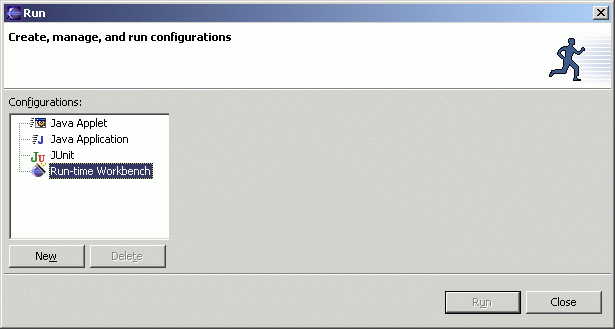 Run
Create, manage, and run configurations
Configurations:
Java Applet
Java Application
JUnit
Run-time Workbench
New
Delete
Run
Close